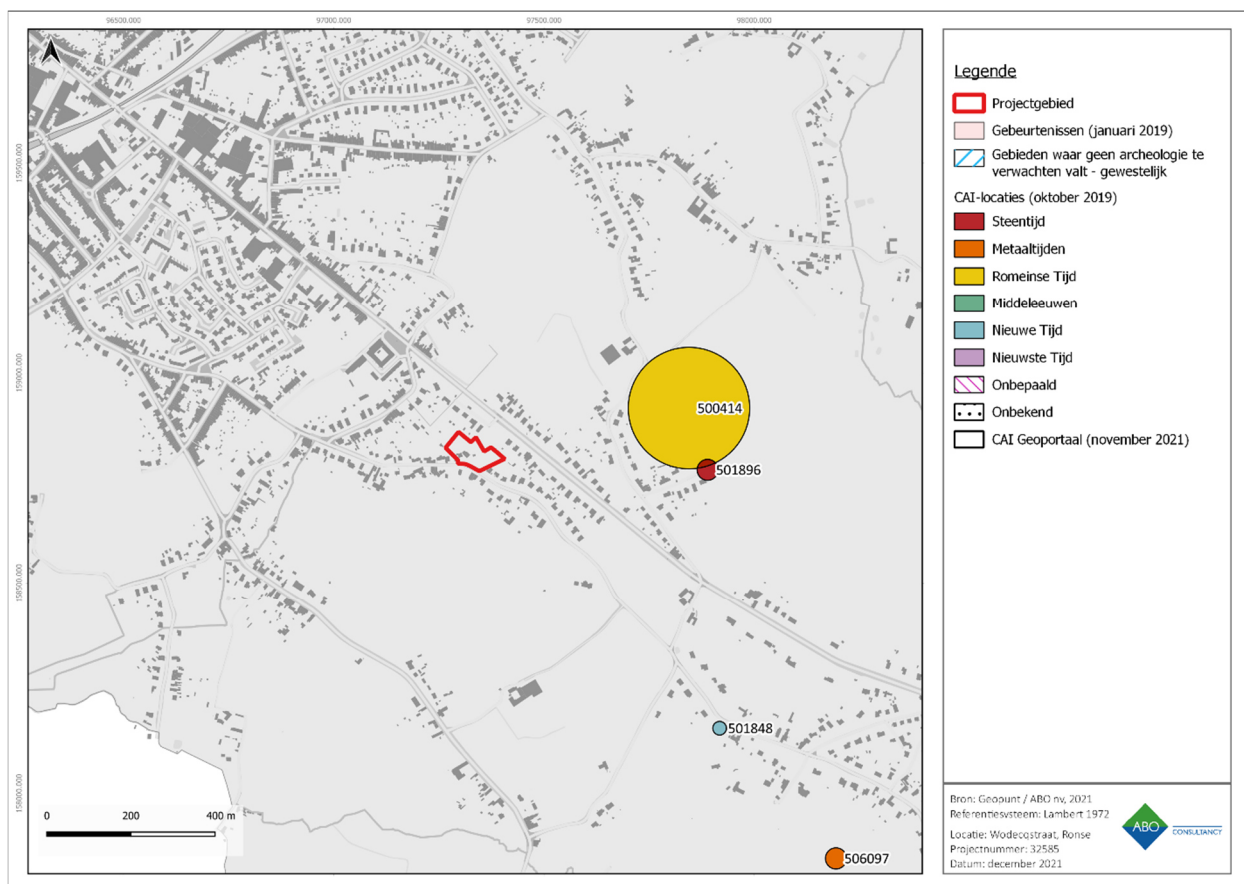 96500.000
97000.000
97500.000
98000.000
159500.000
159000.000
158500.000
158000.000
500414
501896
501848
506097
0
200
400 m
Legende
Projectgebied
Gebeurtenissen (januari 2019)
Gebieden waar geen archeologie te
verwachten valt - gewestelijk
CAI-locaties (oktober 2019)
Steentijd
Metaaltijden
Romeinse Tijd
Middeleeuwen
Nieuwe Tijd
Nieuwste Tijd
Onbepaald
Onbekend
CAI Geoportaal (november 2021)
Bron: Geopunt / ABO nv, 2021
Referentiesysteem: Lambert 1972
Locatie: Wodecqstraat, Ronse
Projectnummer: 32585
Datum: december 2021
ABO
CONSULTANCY